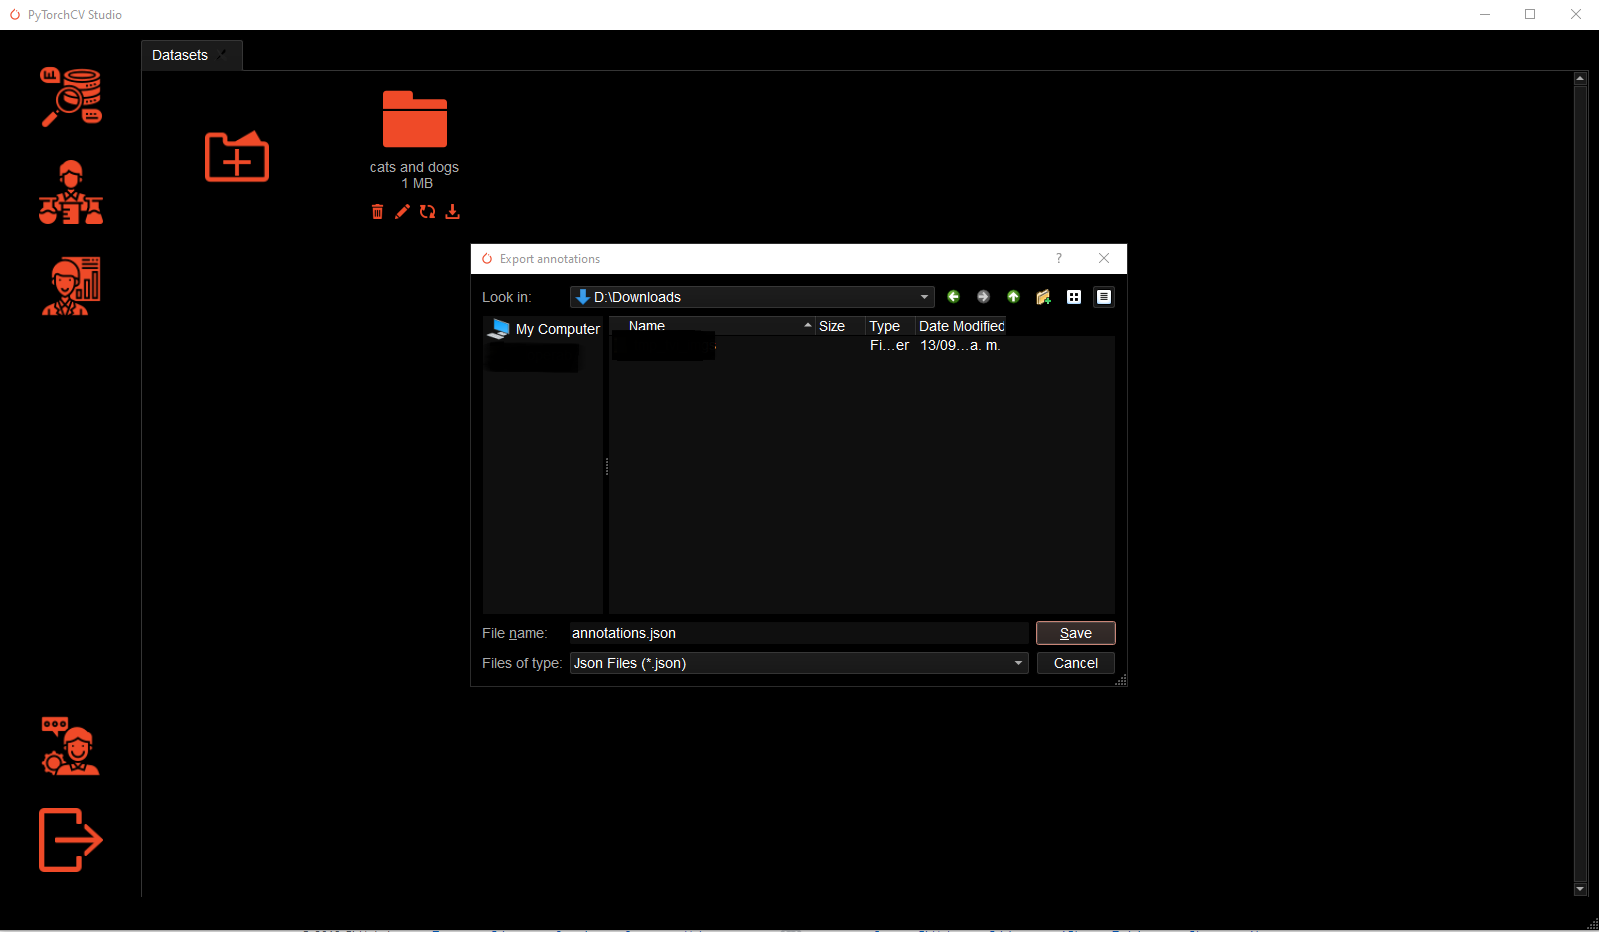 PyTorchCV Studio
Datasets
cats and dogs
1 MB
Export annotations
?
Look in:
D:\Downloads
My Computer
Name Size Type Date Modified
Fi...er 13/09...a. m.
File name:
annotations.json
Save
Files of type:
Json Files (*.json)
Cancel